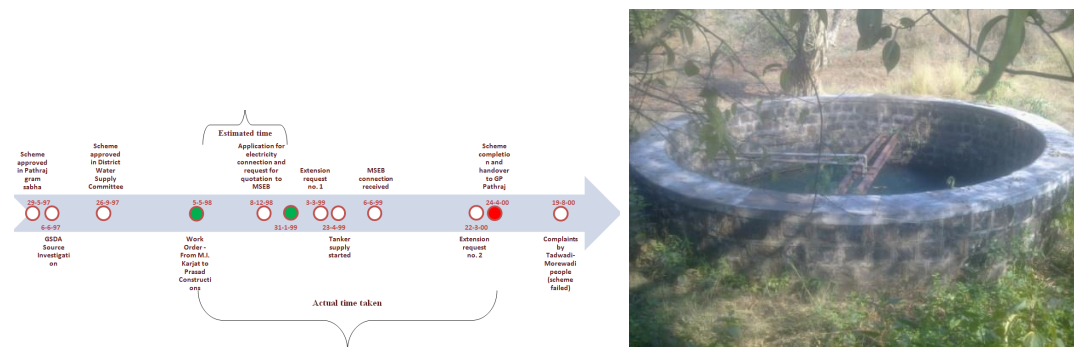 Estimated time
Scheme
approved
in Pathraj
gram
sabha
Scheme
approved
in District
Water
Supply
Committee
Application for
electricity
connection and
request for
quotation to
MSEB
Extension
request
no. 1
MSEB
connection
received
Scheme
completio
n and
handover
to GP
Pathraj
29-5-97
26-9-97
5-5-98
8-12-98
3-3-99
6-6-99
24-4-00
19-8-00
6-6-97
31-1-99
23-4-99
22-3-00
GSDA
Source
Investigati
on
Work
Order -
From M.I.
Karjat to
Prasad
Constructi
ons
Tanker
supply
started
Extension
request
no. 2
Complaints
by
Tadwadi-
Morewadi
people
(scheme
failed)
Actual time taken